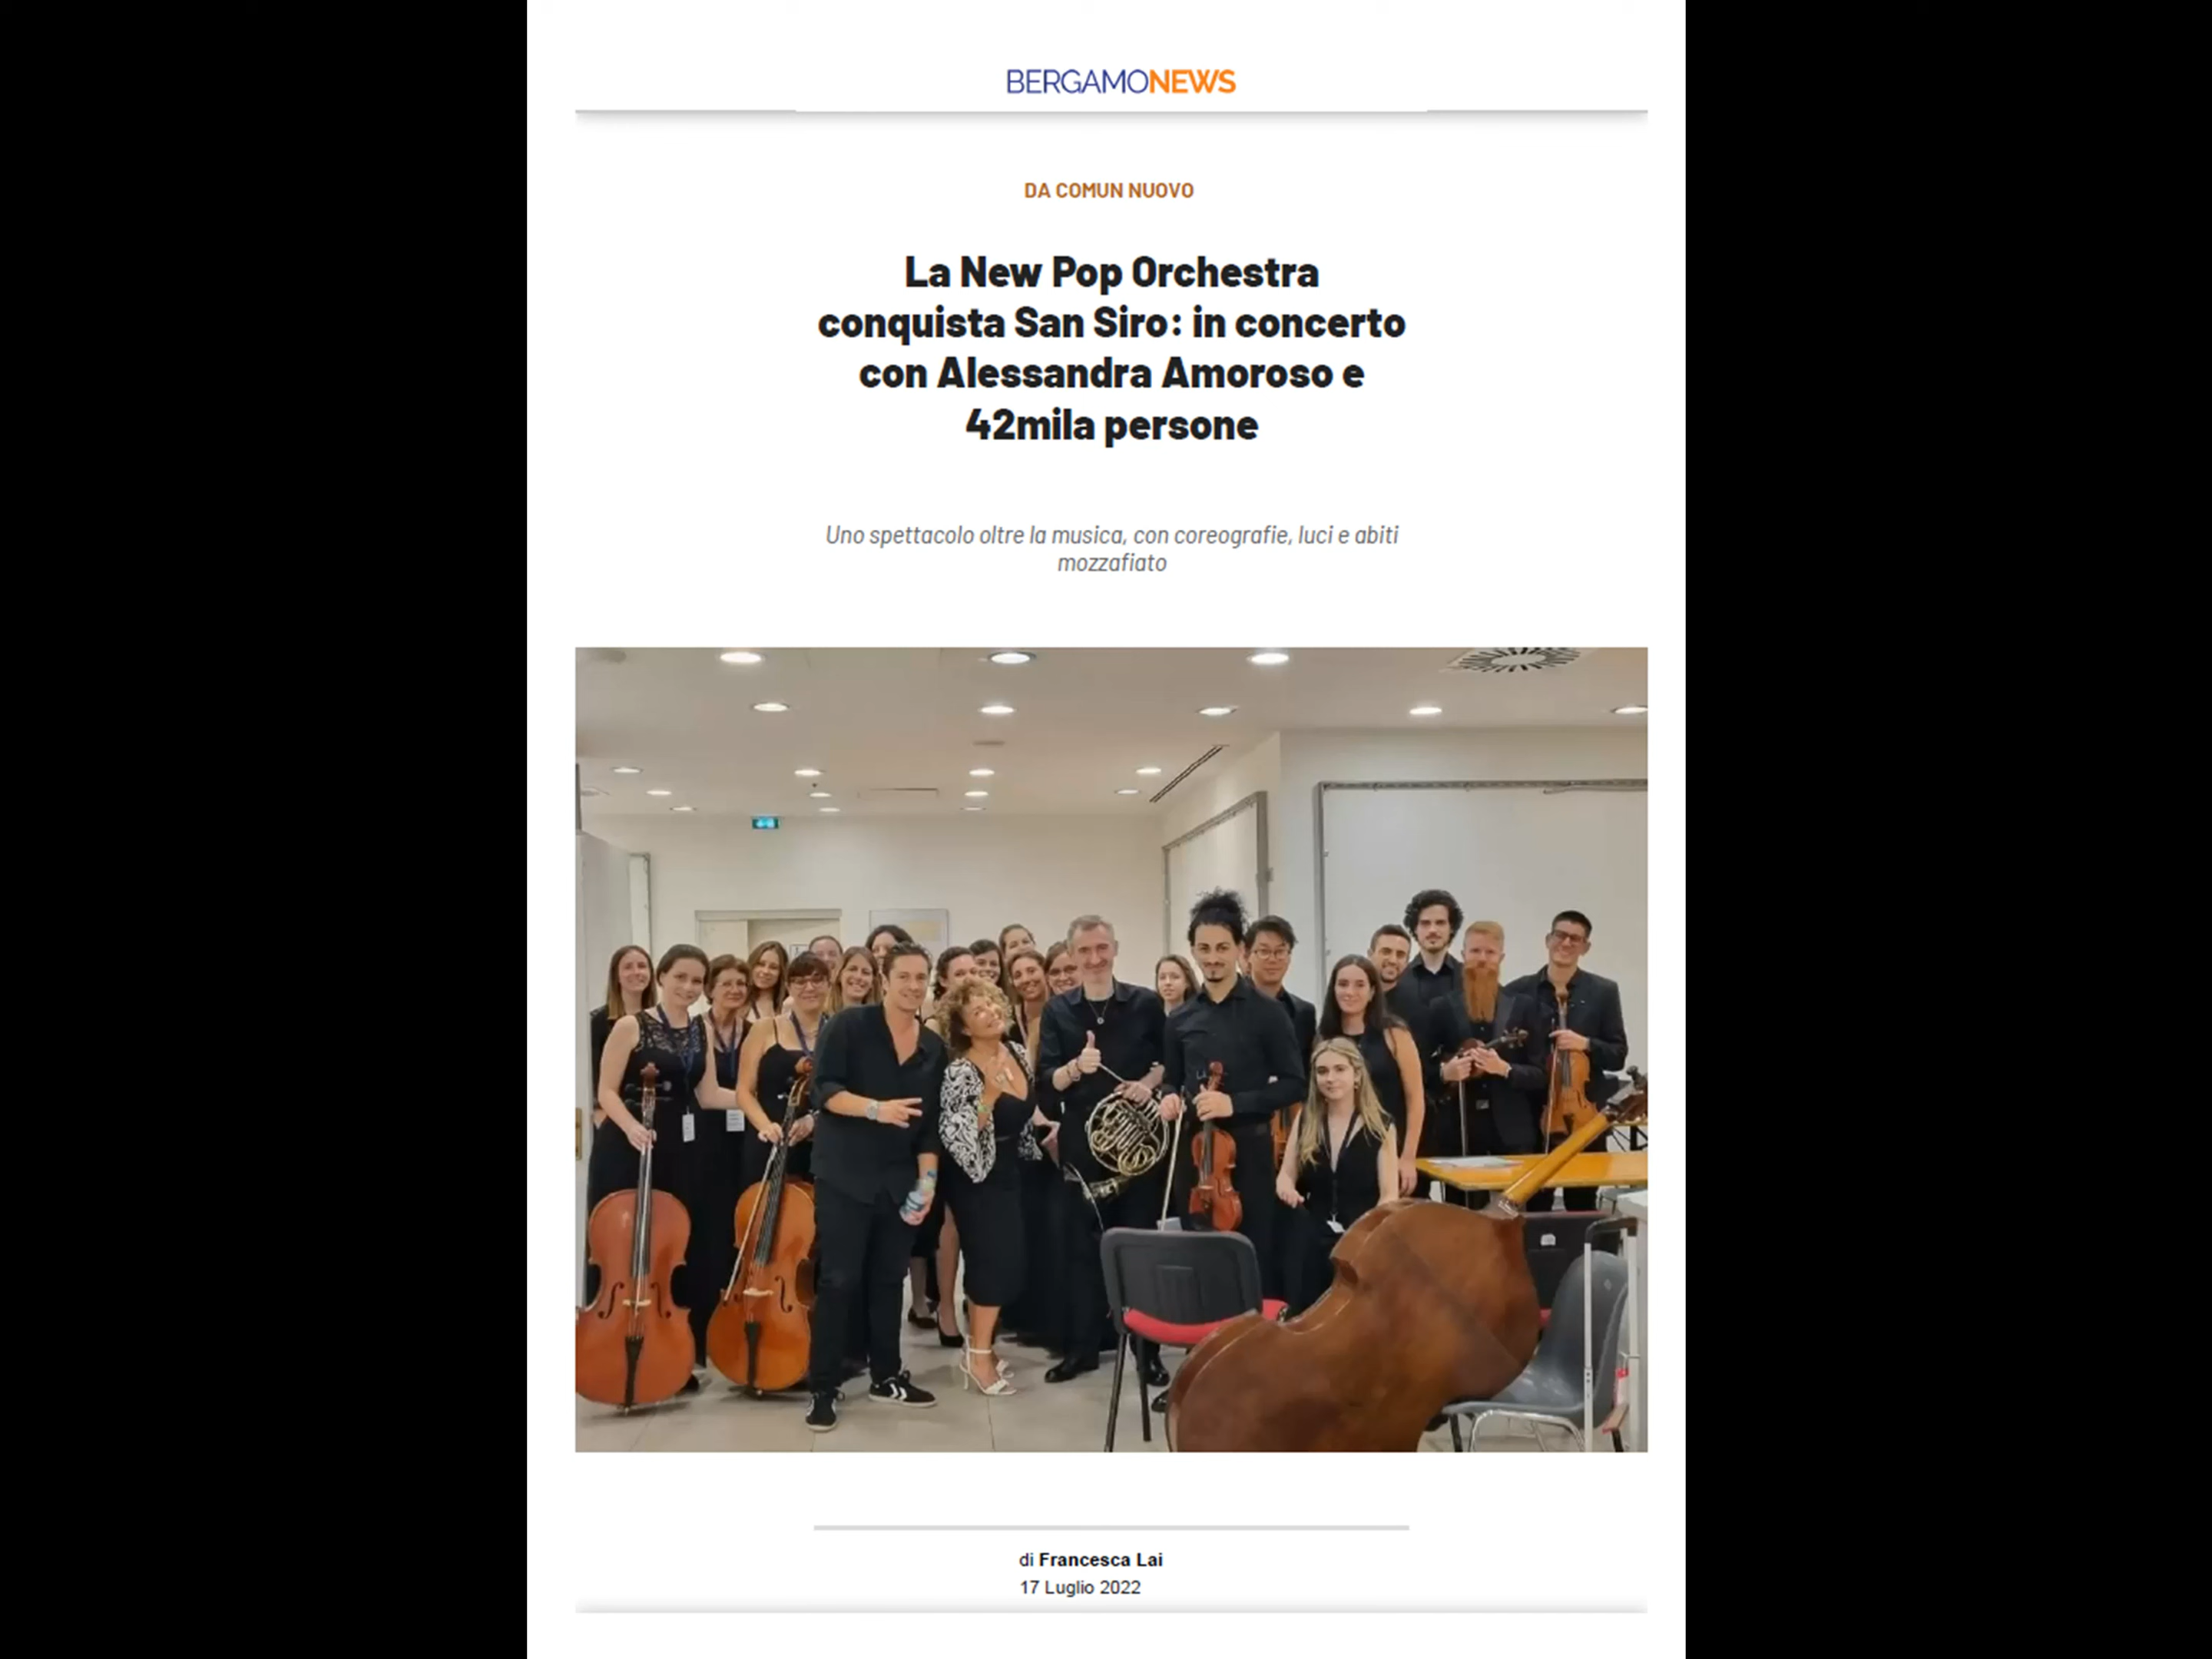 BERGAMONEWS
DA COMUN NUOVO
La New Pop Orchestra
conquista San Siro: in concerto
con Alessandra Amoroso e
42mila persone
Uno spettacolo oltre la musica, con coreografie, luci e abiti
mozzafiato
di Francesca Lai
17 Luglio 2022